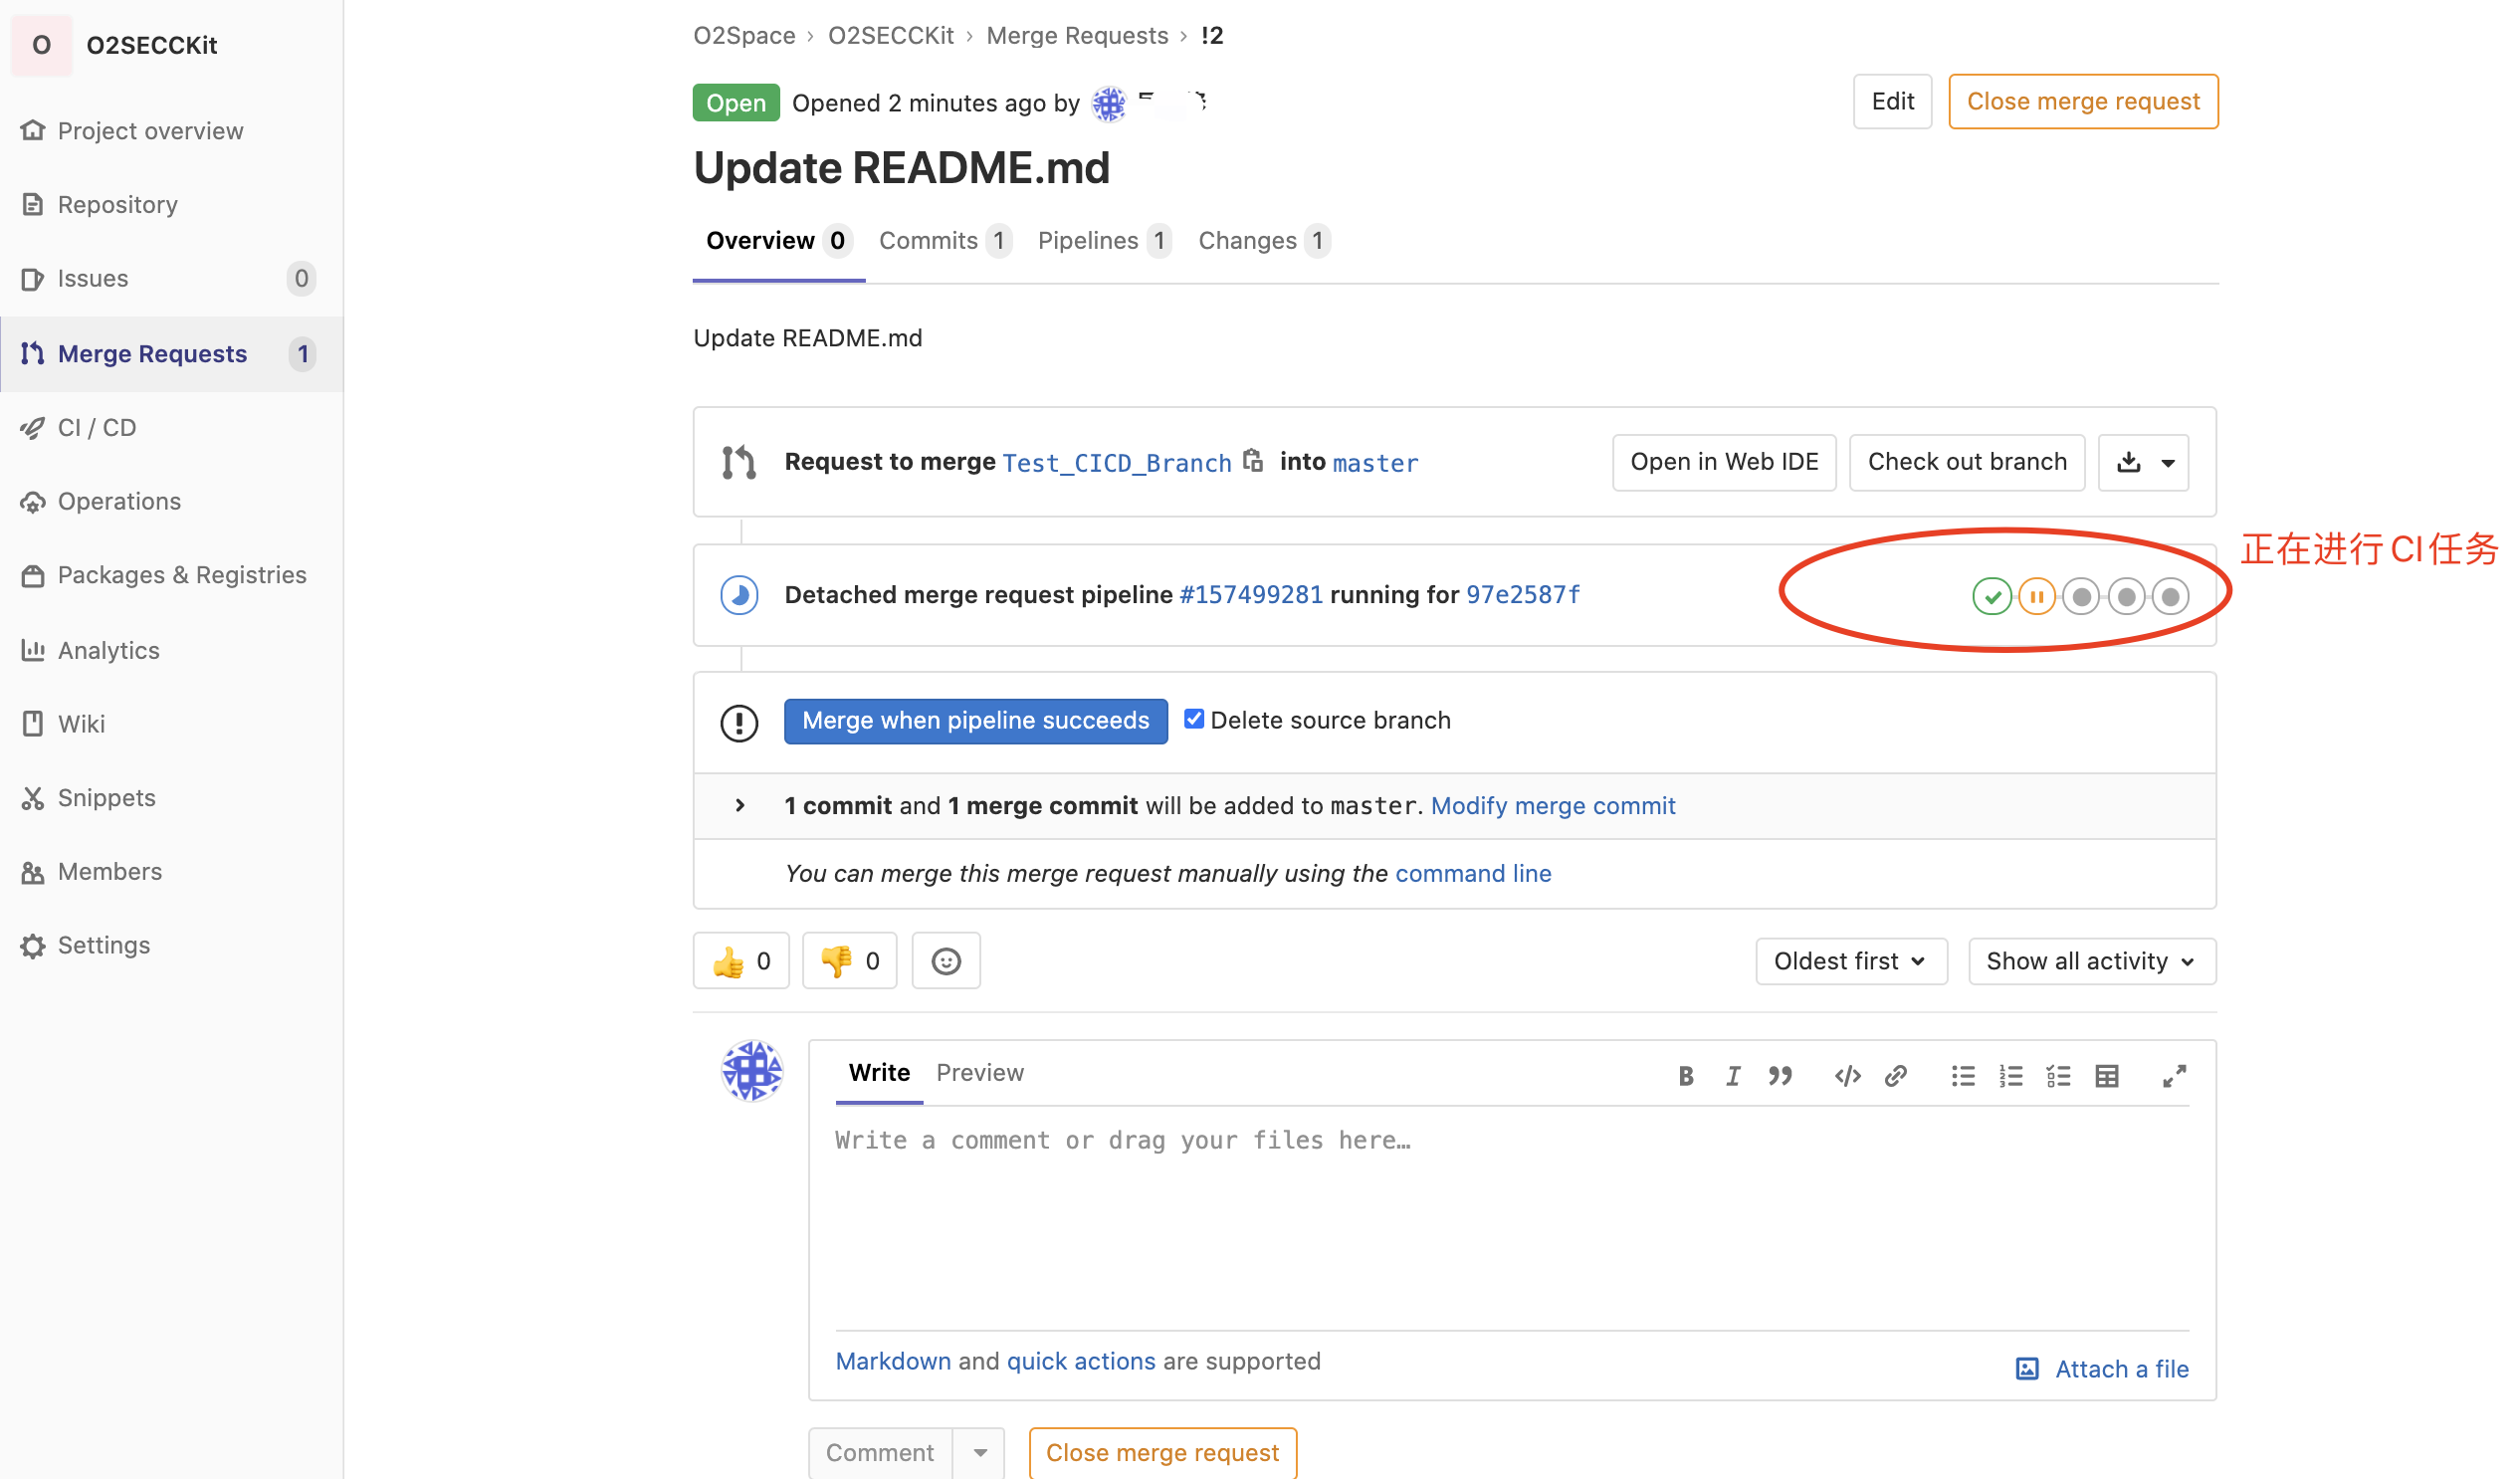 O O2SECCKit
Project overview
Repository
Issues 0
Merge Requests 1
CI / CD
Operations
Packages & Registries
Analytics
Wiki
Snippets
Members
Settings
O2Space › O2SECCKit › Merge Requests › !2
Open Opened 2 minutes ago by
Edit Close merge request
Update README.md
Overview 0 Commits 1 Pipelines 1 Changes 1
Update README.md
Request to merge Test_CICD_Branch into master
Open in Web IDE Check out branch
正在进行CI任务
Detached merge request pipeline #157499281 running for 97e2587f
Merge when pipeline succeeds Delete source branch
1 commit and 1 merge commit will be added to master. Modify merge commit
You can merge this merge request manually using the command line
0 0
Oldest first Show all activity
Write Preview
Write a comment or drag your files here…
Markdown and quick actions are supported
Attach a file
Comment Close merge request